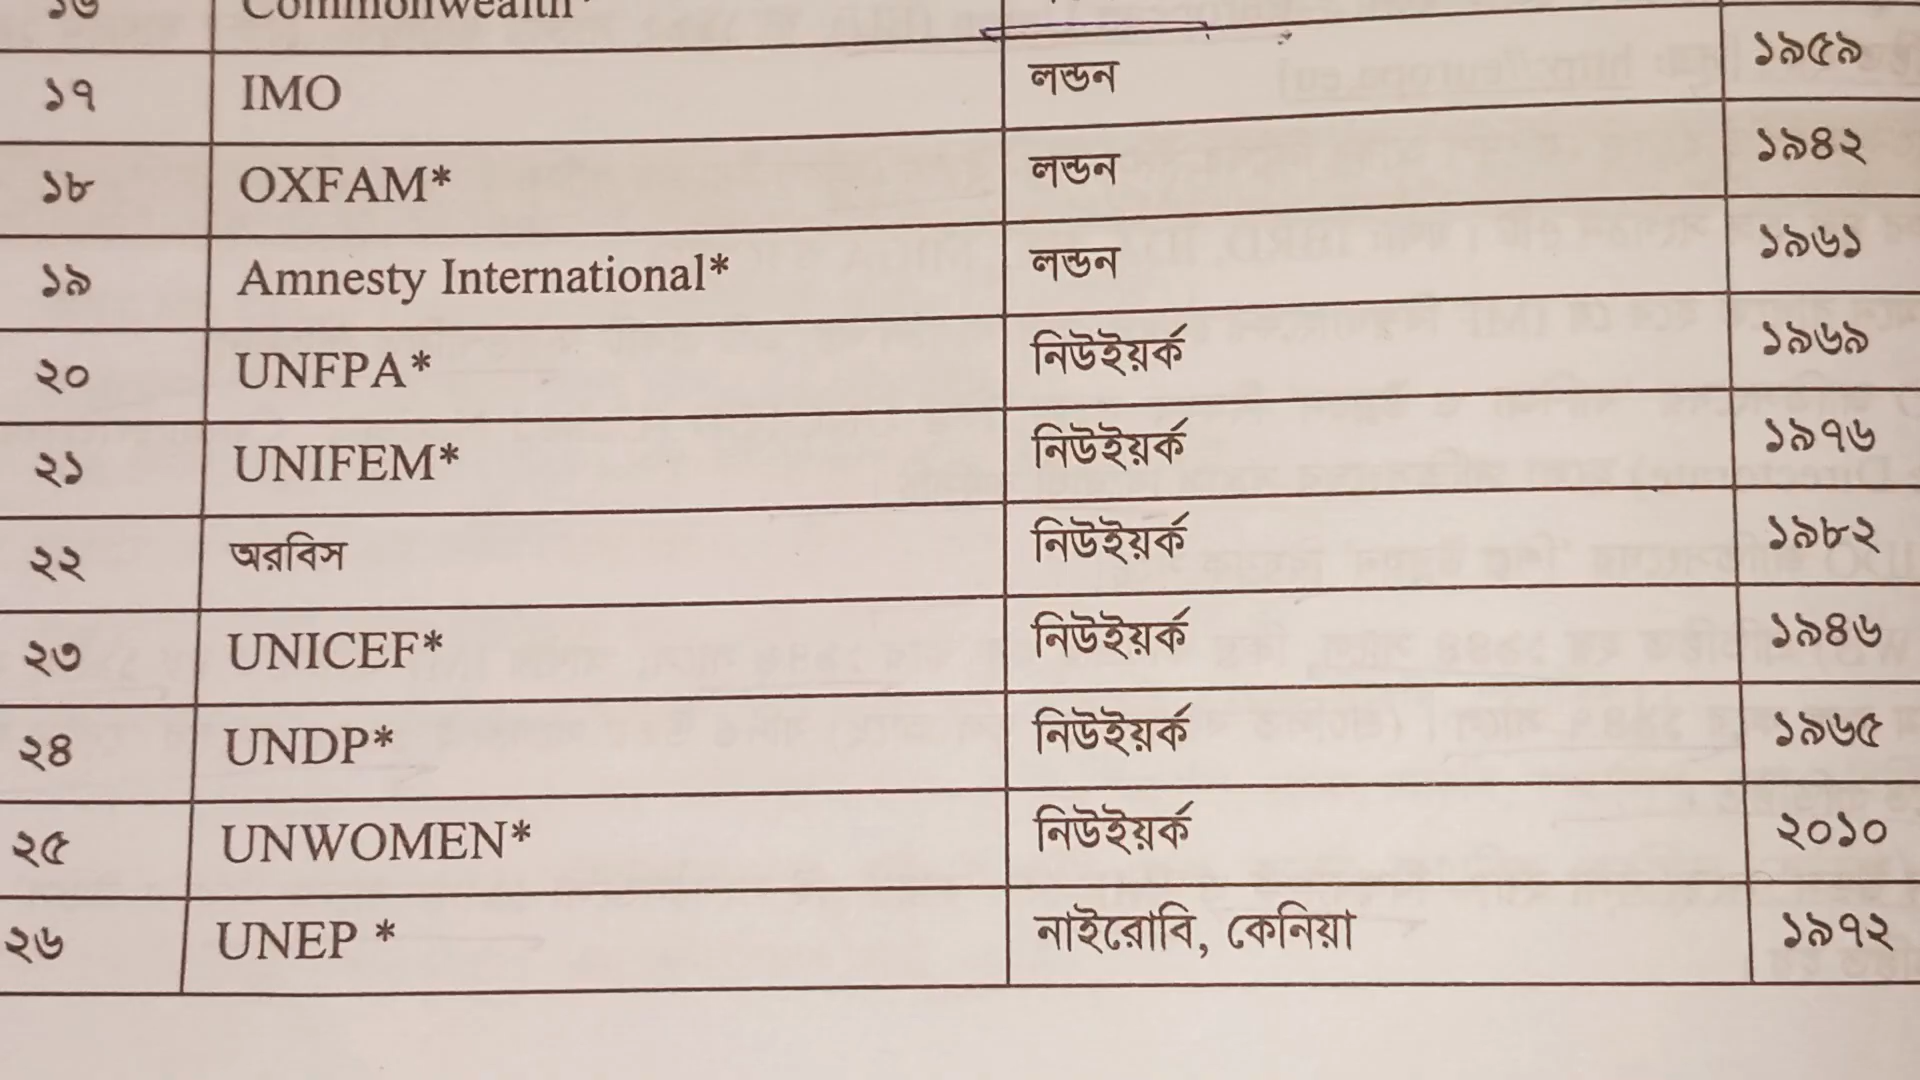 ১৬ Commonwealth
১৭ IMO লন্ডন ১৯৫৯
১৮ OXFAM* লন্ডন ১৯৪২
১৯ Amnesty International* লন্ডন ১৯৬১
২০ UNFPA* নিউইয়র্ক ১৯৬৯
২১ UNIFEM* নিউইয়র্ক ১৯৭৬
২২ অরবিস নিউইয়র্ক ১৯৮২
২৩ UNICEF* নিউইয়র্ক ১৯৪৬
২৪ UNDP* নিউইয়র্ক ১৯৬৫
২৫ UNWOMEN* নিউইয়র্ক ২০১০
২৬ UNEP * নাইরোবি, কেনিয়া ১৯৭২